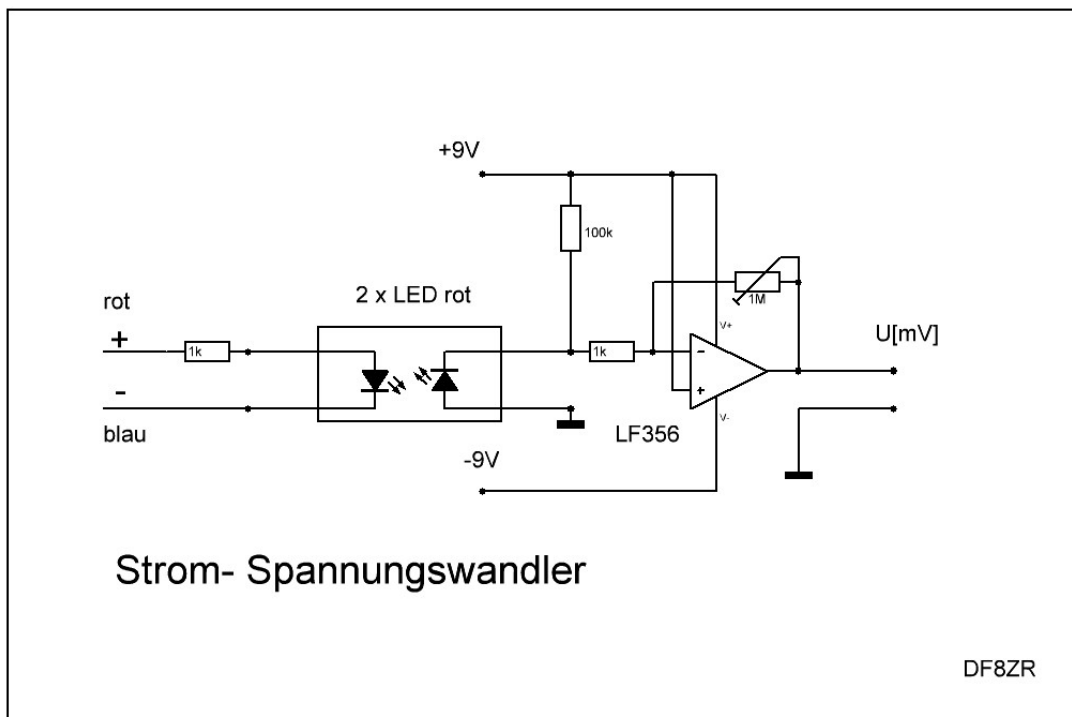 +9V
100k
1M
rot
2 x LED rot
+
1k
1k
V+
U[mV]
-
-
+
blau
LF356
V-
-9V
Strom- Spannungswandler
DF8ZR